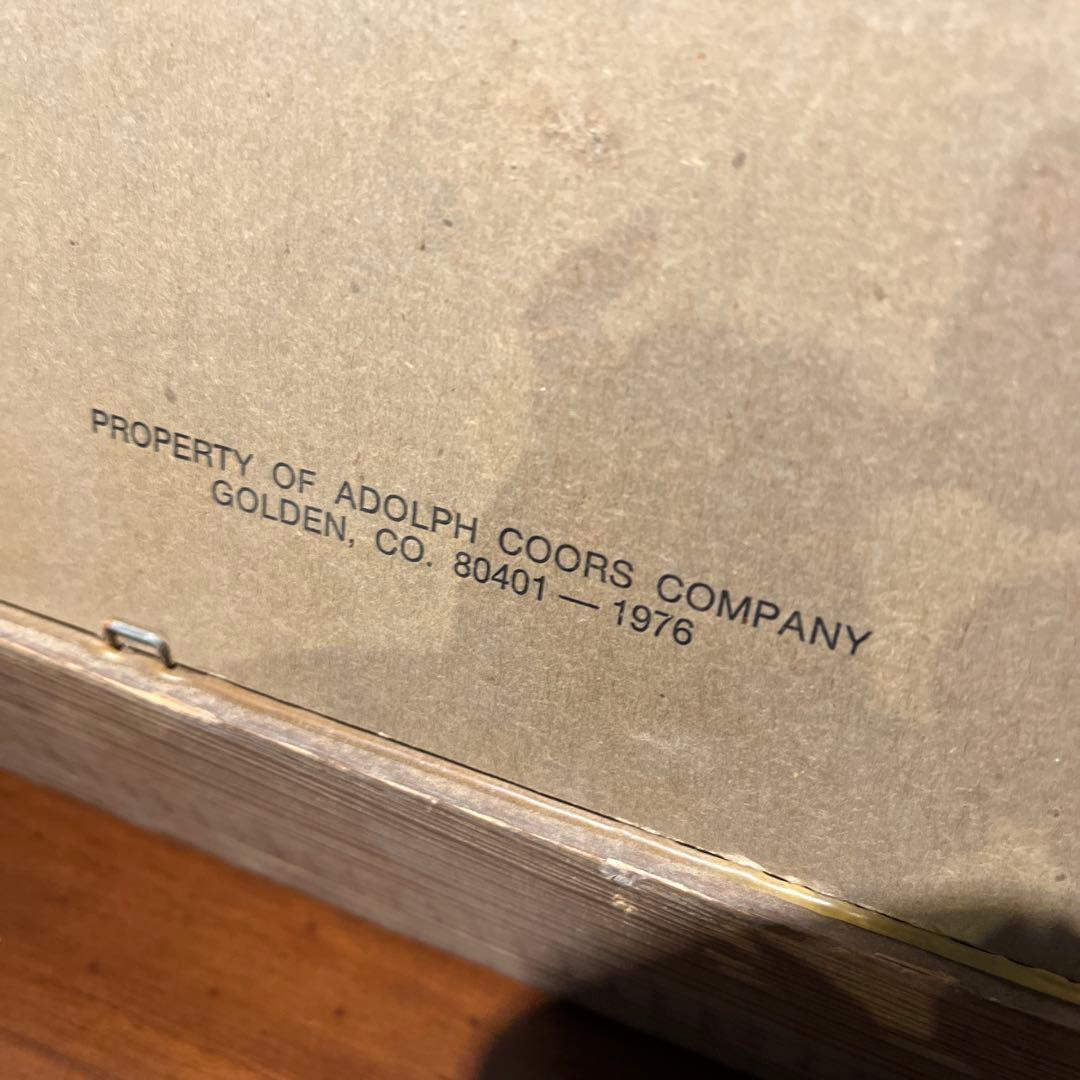 PROPERTY OF ADOLPH COORS COMPANY
GOLDEN, CO. 80401 — 1976